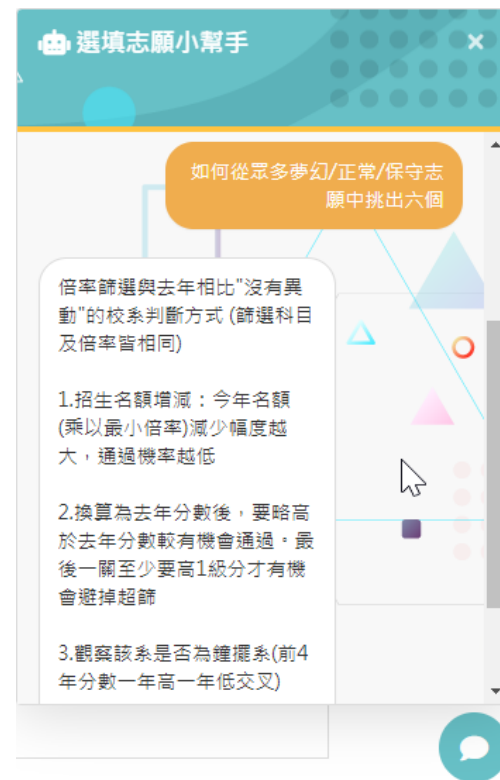 選填志願小幫手
×
如何從眾多夢幻/正常/保守志
願中挑出六個
倍率篩選與去年相比"沒有異
動"的校系判斷方式 (篩選科目
及倍率皆相同)
1.招生名額增減：今年名額
(乘以最小倍率)減少幅度越
大，通過機率越低
2.換算為去年分數後，要略高
於去年分數較有機會通過。最
後一關至少要高1級分才有機
會避掉超篩
3.觀察該系是否為鐘擺系(前4
年分數一年高一年低交叉)